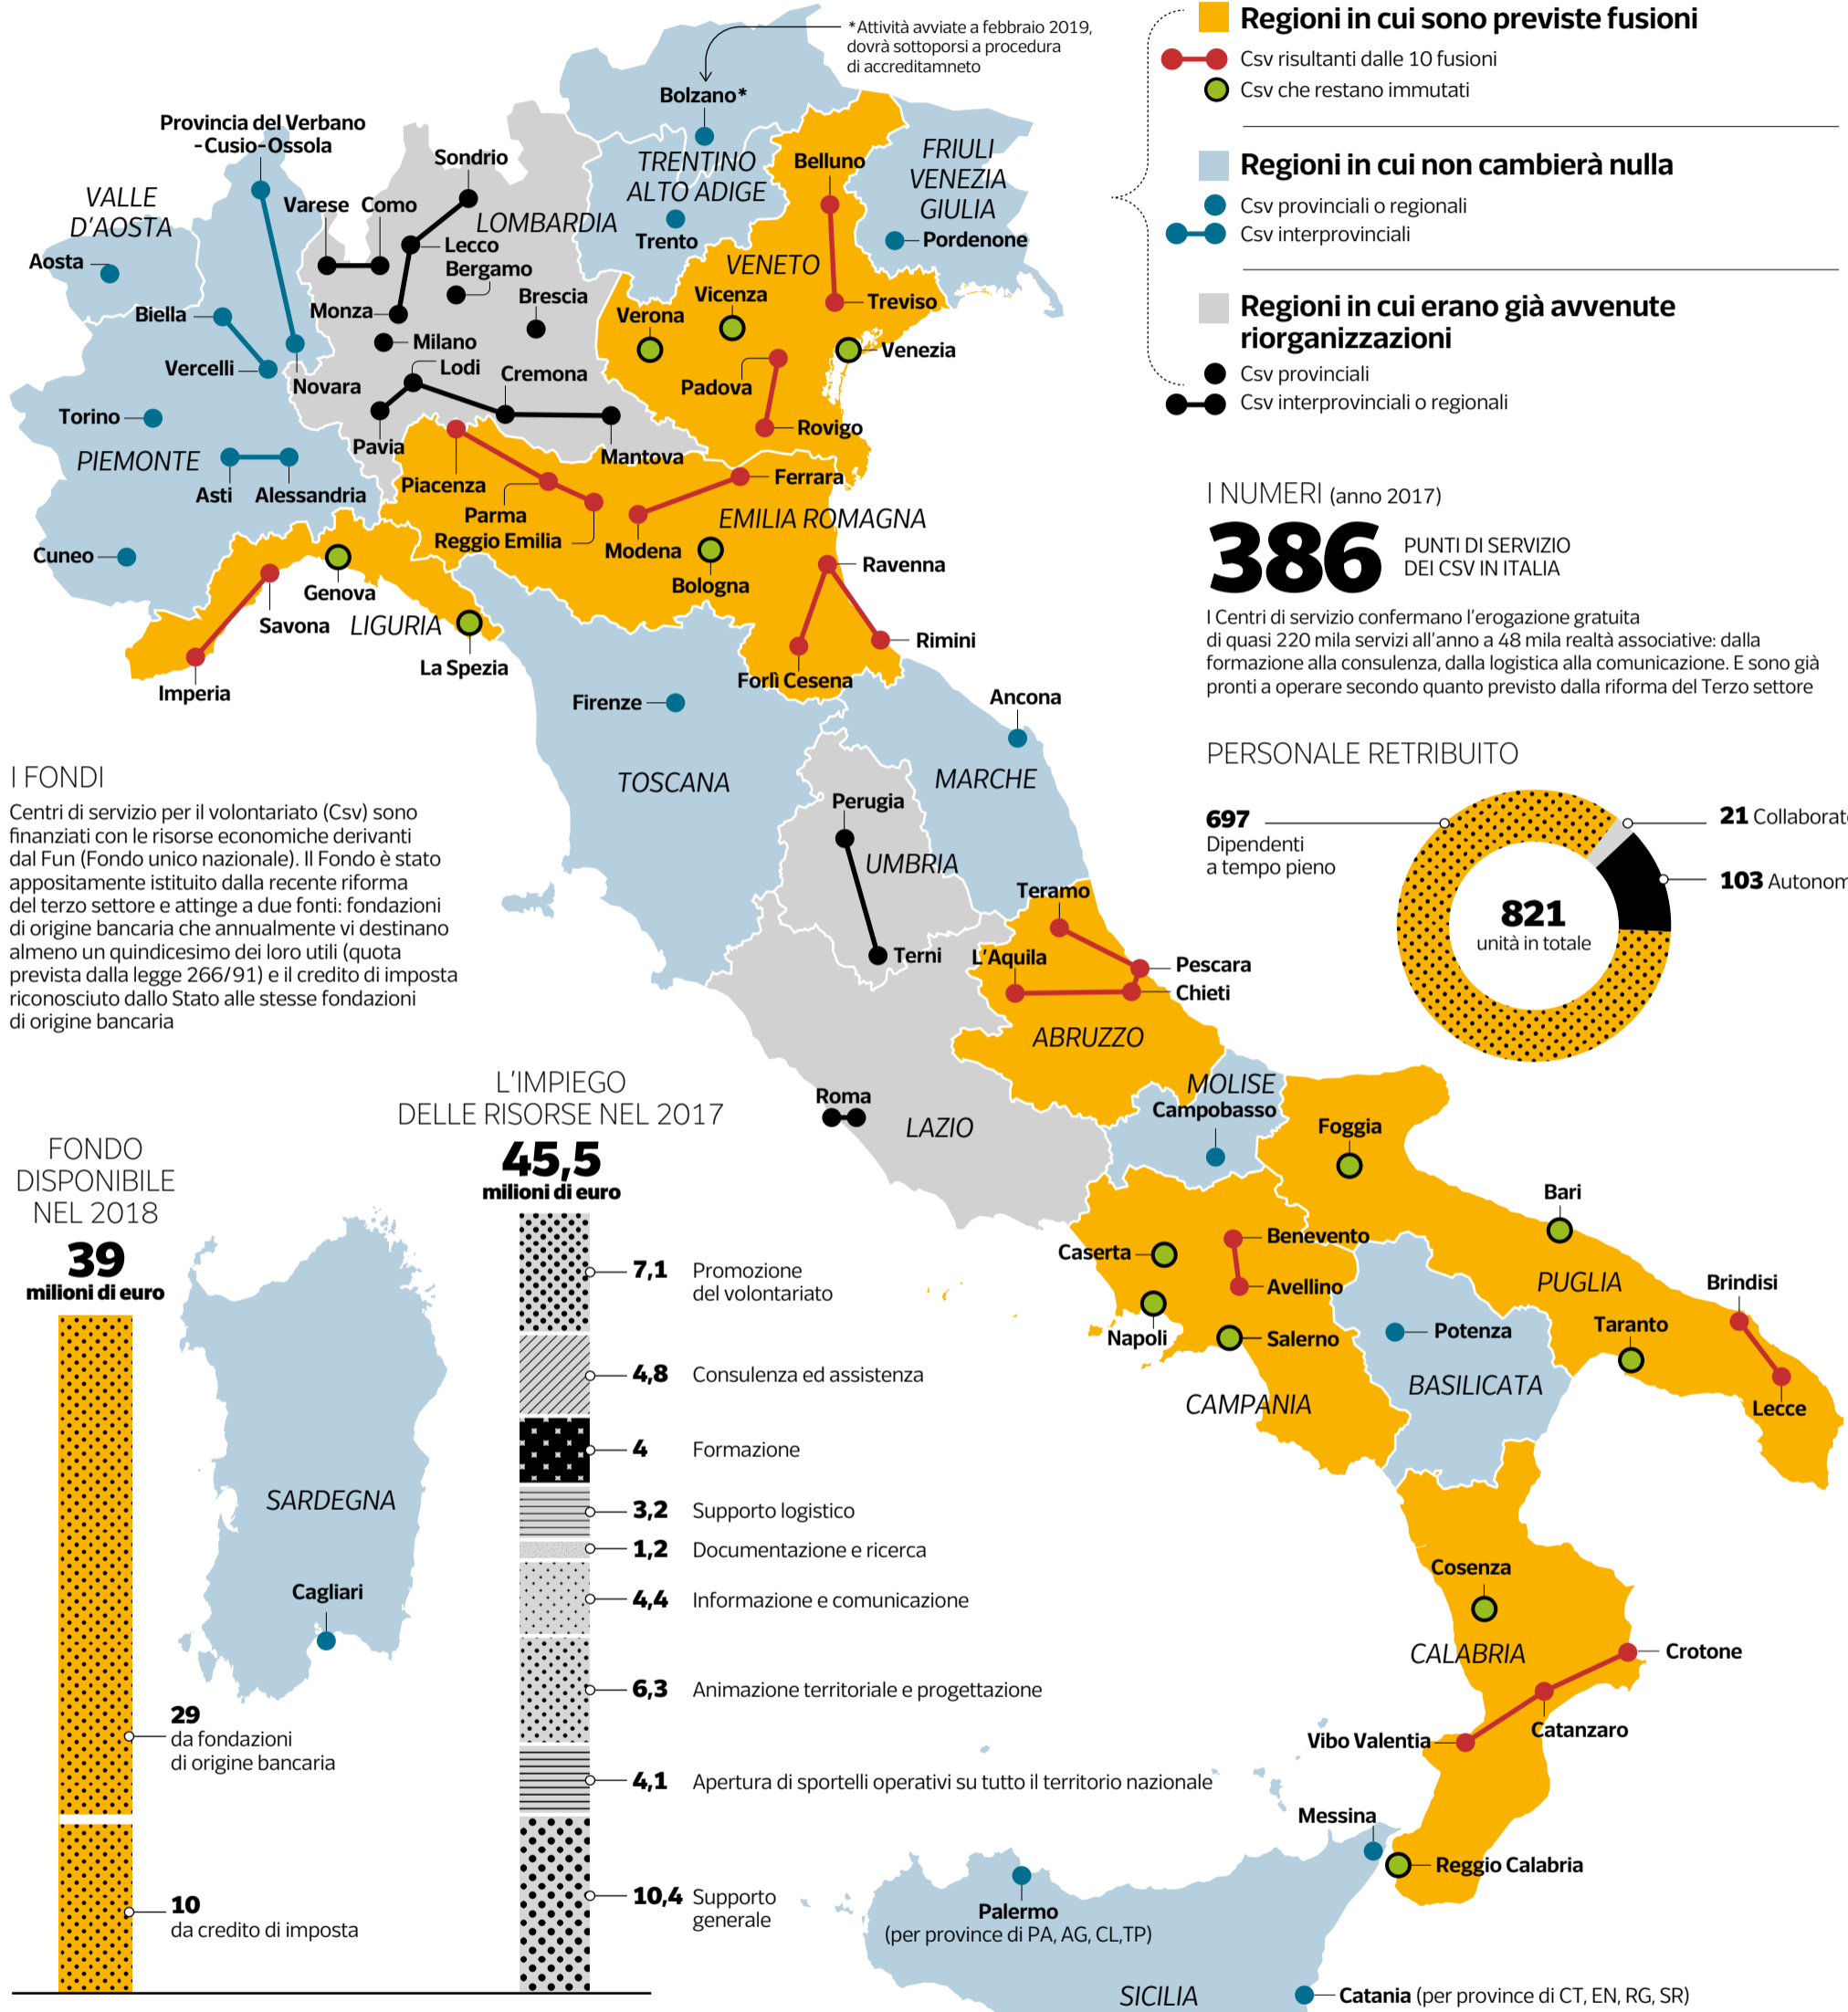 *Attività avviate a febbraio 2019,
dovrà sottoporsi a procedura
di accreditamneto
Regioni in cui sono previste fusioni
Csv risultanti dalle 10 fusioni
Csv che restano immutati
Regioni in cui non cambierà nulla
Csv provinciali o regionali
Csv interprovinciali
Regioni in cui erano già avvenute
riorganizzazioni
Csv provinciali
Csv interprovinciali o regionali
Bolzano*
TRENTINO
ALTO ADIGE
Trento
Belluno
FRIULI
VENEZIA
GIULIA
Pordenone
Provincia del Verbano
-Cusio-Ossola
VALLE
D'AOSTA
Aosta
Sondrio
Varese
Como
LOMBARDIA
Lecco
Bergamo
Brescia
Monza
Milano
Lodi
Cremona
Pavia
Mantova
Biella
Vercelli
Novara
Torino
PIEMONTE
Asti
Alessandria
Cuneo
VENETO
Vicenza
Verona
Treviso
Venezia
Padova
Rovigo
Piacenza
Parma
Reggio Emilia
Modena
Ferrara
EMILIA ROMAGNA
Bologna
Ravenna
Rimini
Forlì Cesena
Genova
Savona
LIGURIA
La Spezia
Imperia
I NUMERI (anno 2017)
386
PUNTI DI SERVIZIO
DEI CSV IN ITALIA
I Centri di servizio confermano l'erogazione gratuita
di quasi 220 mila servizi all'anno a 48 mila realtà associative: dalla
formazione alla consulenza, dalla logistica alla comunicazione. E sono già
pronti a operare secondo quanto previsto dalla riforma del Terzo settore
Firenze
TOSCANA
Ancona
MARCHE
Perugia
UMBRIA
Terni
PERSONALE RETRIBUITO
697
Dipendenti
a tempo pieno
21 Collaborat
103 Autonom
821
unità in totale
I FONDI
Centri di servizio per il volontariato (Csv) sono
finanziati con le risorse economiche derivanti
dal Fun (Fondo unico nazionale). Il Fondo è stato
appositamente istituito dalla recente riforma
del terzo settore e attinge a due fonti: fondazioni
di origine bancaria che annualmente vi destinano
almeno un quindicesimo dei loro utili (quota
prevista dalla legge 266/91) e il credito di imposta
riconosciuto dallo Stato alle stesse fondazioni
di origine bancaria
Teramo
L'Aquila
Pescara
Chieti
ABRUZZO
MOLISE
Campobasso
Roma
LAZIO
Foggia
Bari
PUGLIA
Brindisi
Taranto
Lecce
Caserta
Benevento
Avellino
Napoli
Salerno
CAMPANIA
Potenza
BASILICATA
FONDO
DISPONIBILE
NEL 2018
39
milioni di euro
29
da fondazioni
di origine bancaria
10
da credito di imposta
SARDEGNA
Cagliari
L'IMPIEGO
DELLE RISORSE NEL 2017
45,5
milioni di euro
7,1 Promozione
del volontariato
4,8 Consulenza ed assistenza
4 Formazione
3,2 Supporto logistico
1,2 Documentazione e ricerca
4,4 Informazione e comunicazione
6,3 Animazione territoriale e progettazione
4,1 Apertura di sportelli operativi su tutto il territorio nazionale
10,4 Supporto
generale
Cosenza
CALABRIA
Crotone
Catanzaro
Vibo Valentia
Messina
Reggio Calabria
Palermo
(per province di PA, AG, CL,TP)
SICILIA
Catania (per province di CT, EN, RG, SR)